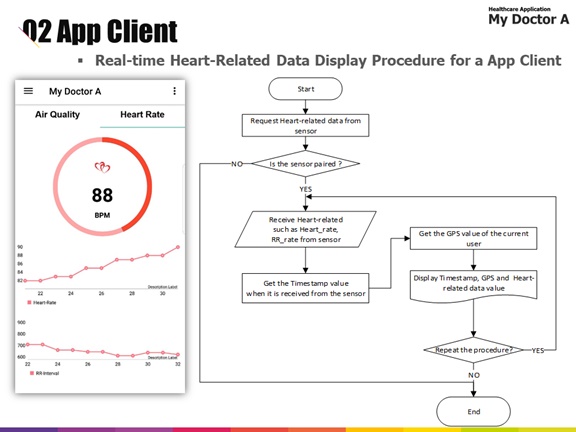 02 App Client
Healthcare Application
My Doctor A
▪ Real-time Heart-Related Data Display Procedure for a App Client
My Doctor A
Air Quality Heart Rate
88
BPM
90
88
86
84
82
22 24 26 28 30 32
Description Label
Heart-Rate
900
800
700
600
22 24 26 28 30 32
Description Label
RR-Interval
Start
Request Heart-related data from
sensor
Is the sensor paired ?
NO
YES
Receive Heart-related
such as Heart_rate,
RR_rate from sensor
Get the Timestamp value
when it is received from the sensor
Get the GPS value of the current
user
Display Timestamp, GPS and Heart-
related data value
Repeat the procedure?
YES
NO
End